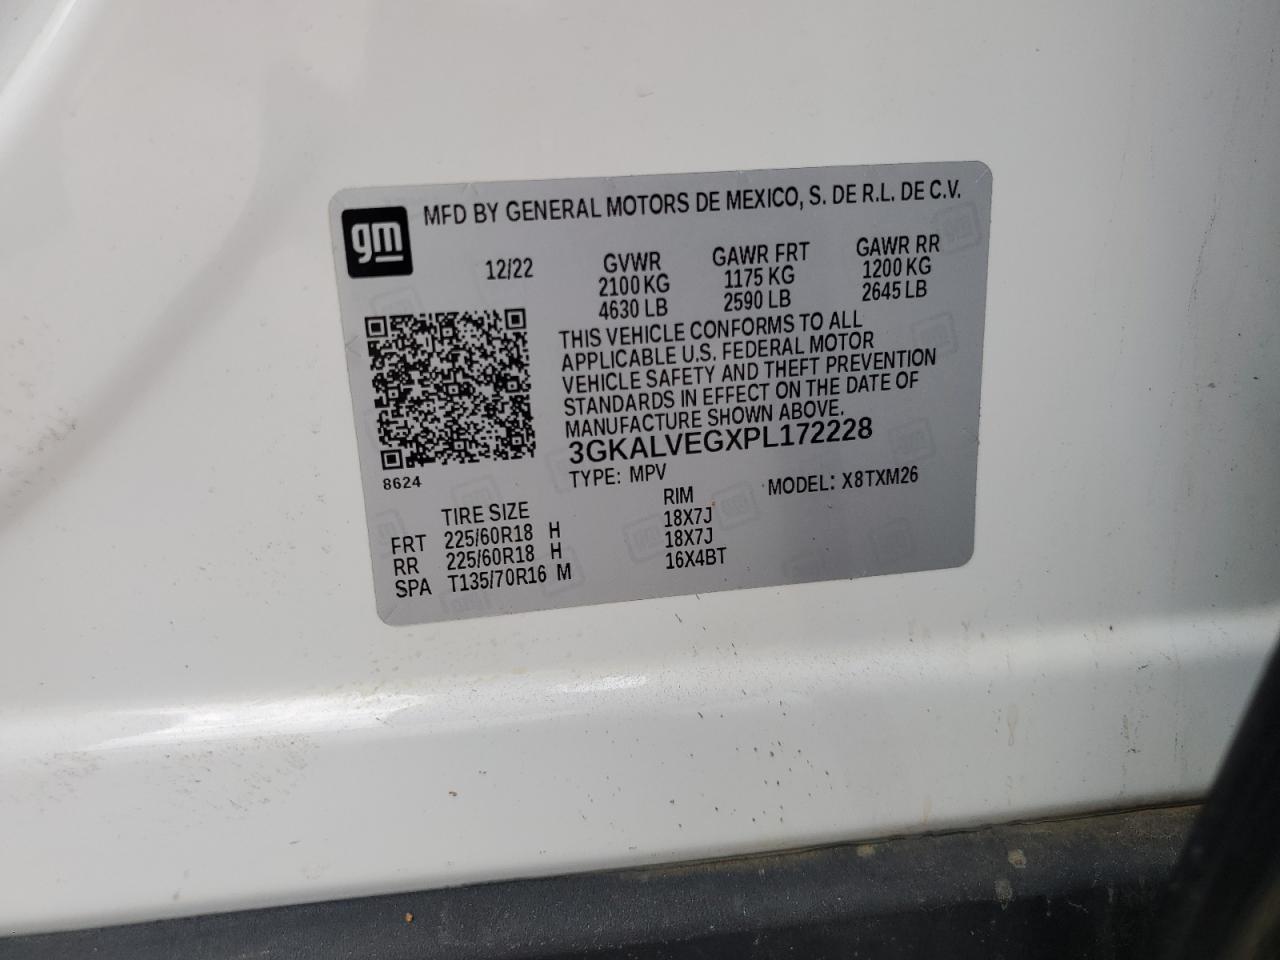 gm
MFD BY GENERAL MOTORS DE MEXICO, S. DE R.L. DE C.V.
12/22 GVWR GAWR FRT GAWR RR
2100 KG 1175 KG 1200 KG
4630 LB 2590 LB 2645 LB
THIS VEHICLE CONFORMS TO ALL
APPLICABLE U.S. FEDERAL MOTOR
VEHICLE SAFETY AND THEFT PREVENTION
STANDARDS IN EFFECT ON THE DATE OF
MANUFACTURE SHOWN ABOVE.
3GKALVEGXPL172228
8624
TYPE: MPV MODEL: X8TXM26
TIRE SIZE RIM
FRT 225/60R18 H 18X7J
RR 225/60R18 H 18X7J
SPA T135/70R16 M 16X4BT